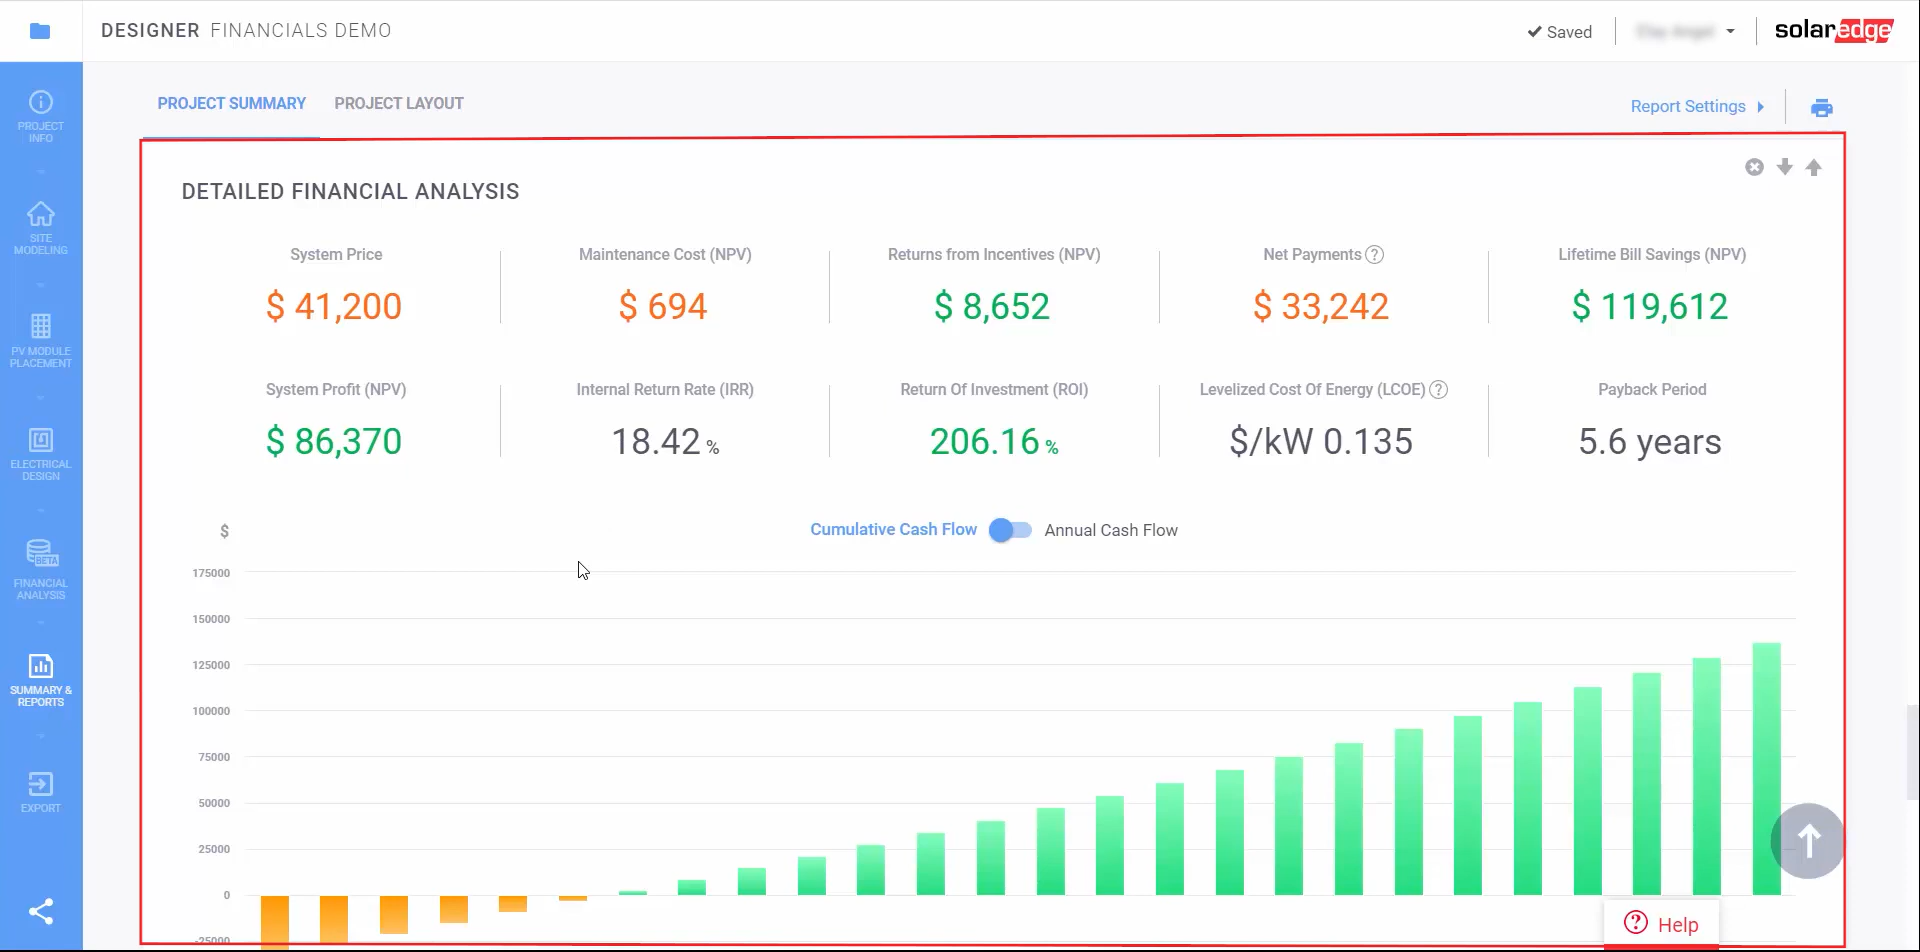 DESIGNER FINANCIALS DEMO
Saved
solaredge
PROJECT INFO
SITE MODELING
PV MODULE PLACEMENT
ELECTRICAL DESIGN
BETA
FINANCIAL ANALYSIS
SUMMARY & REPORTS
EXPORT
PROJECT SUMMARY PROJECT LAYOUT
Report Settings
DETAILED FINANCIAL ANALYSIS
System Price
$ 41,200
Maintenance Cost (NPV)
$ 694
Returns from Incentives (NPV)
$ 8,652
Net Payments ?
$ 33,242
Lifetime Bill Savings (NPV)
$ 119,612
System Profit (NPV)
$ 86,370
Internal Return Rate (IRR)
18.42 %
Return Of Investment (ROI)
206.16 %
Levelized Cost Of Energy (LCOE) ?
$/kW 0.135
Payback Period
5.6 years
$
Cumulative Cash Flow Annual Cash Flow
175000
150000
125000
100000
75000
50000
25000
0
-25000
? Help